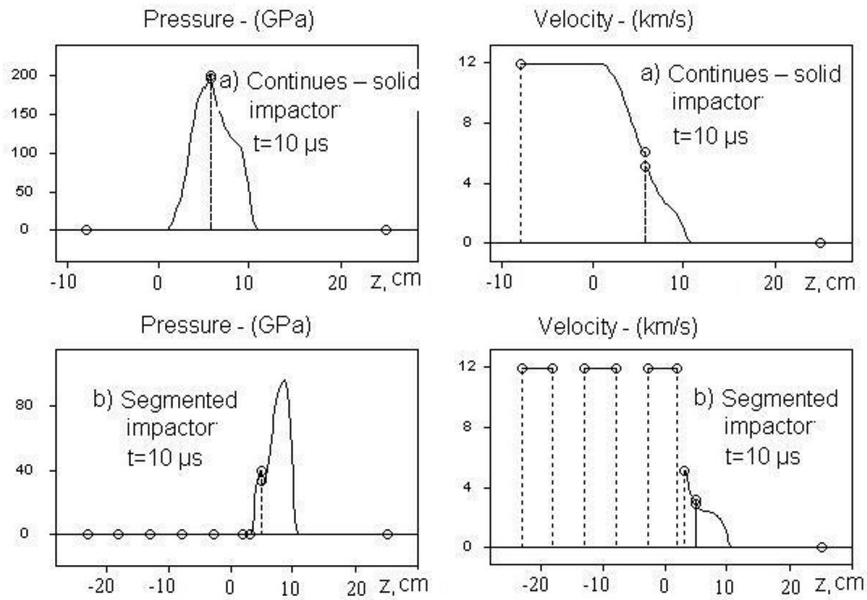 Pressure - (GPa)
200
150
100
50
0
a) Continues – solid
impactor
t=10 µs
-10 0 10 20 z, cm
Velocity - (km/s)
12
8
4
0
a) Continues – solid
impactor
t=10 µs
-10 0 10 20 z, cm
Pressure - (GPa)
80
40
0
b) Segmented
impactor
t=10 µs
-20 -10 0 10 20 z, cm
Velocity - (km/s)
12
8
4
0
b) Segmented
impactor
t=10 µs
-20 -10 0 10 20 z, cm